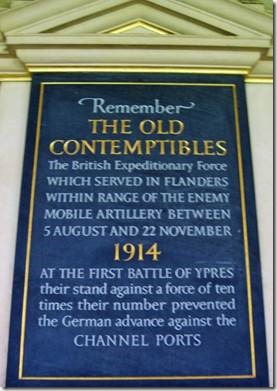 Remember
THE OLD
CONTEMPTIBLES
The British Expeditionary Force
WHICH SERVED IN FLANDERS
WITHIN RANGE OF THE ENEMY
MOBILE ARTILLERY BETWEEN
5 AUGUST AND 22 NOVEMBER
1914
AT THE FIRST BATTLE OF YPRES
their stand against a force of ten
times their number prevented
the German advance against the
CHANNEL PORTS